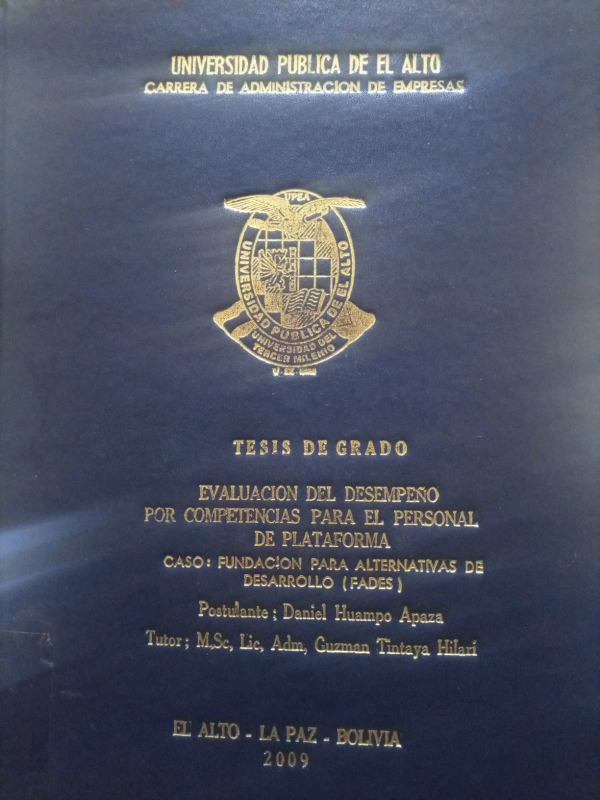 UNIVERSIDAD PUBLICA DE EL ALTO
CARRERA DE ADMINISTRACION DE EMPRESAS
UPEA
UNIVERSIDAD PUBLICA DE EL ALTO
UNIVERSIDAD DEL
TERCER MILENIO
TESIS DE GRADO
EVALUACION DEL DESEMPEÑO
POR COMPETENCIAS PARA EL PERSONAL
DE PLATAFORMA
CASO: FUNDACION PARA ALTERNATIVAS DE
DESARROLLO (FADES)
Postulante; Daniel Huampo Apaza
Tutor; M,Sc, Lic, Adm, Guzman Tintaya Hilari
EL ALTO - LA PAZ - BOLIVIA
2009